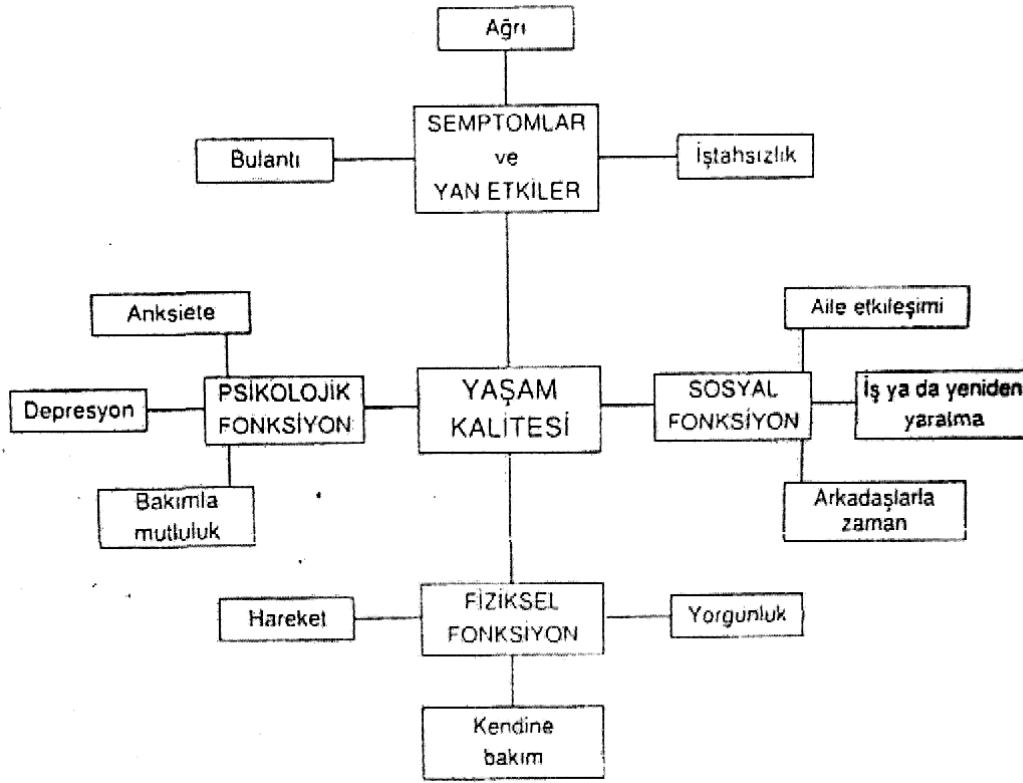 Ağrı
SEMPTOMLAR
ve
YAN ETKİLER
Bulantı
İştahsızlık
Anksiete
Aile etkileşimi
Depresyon
PSİKOLOJİK
FONKSİYON
YAŞAM
KALİTESİ
SOSYAL
FONKSİYON
İş ya da yeniden
yaratma
Bakımla
mutluluk
Arkadaşlarla
zaman
Hareket
FİZİKSEL
FONKSİYON
Yorgunluk
Kendine
bakım